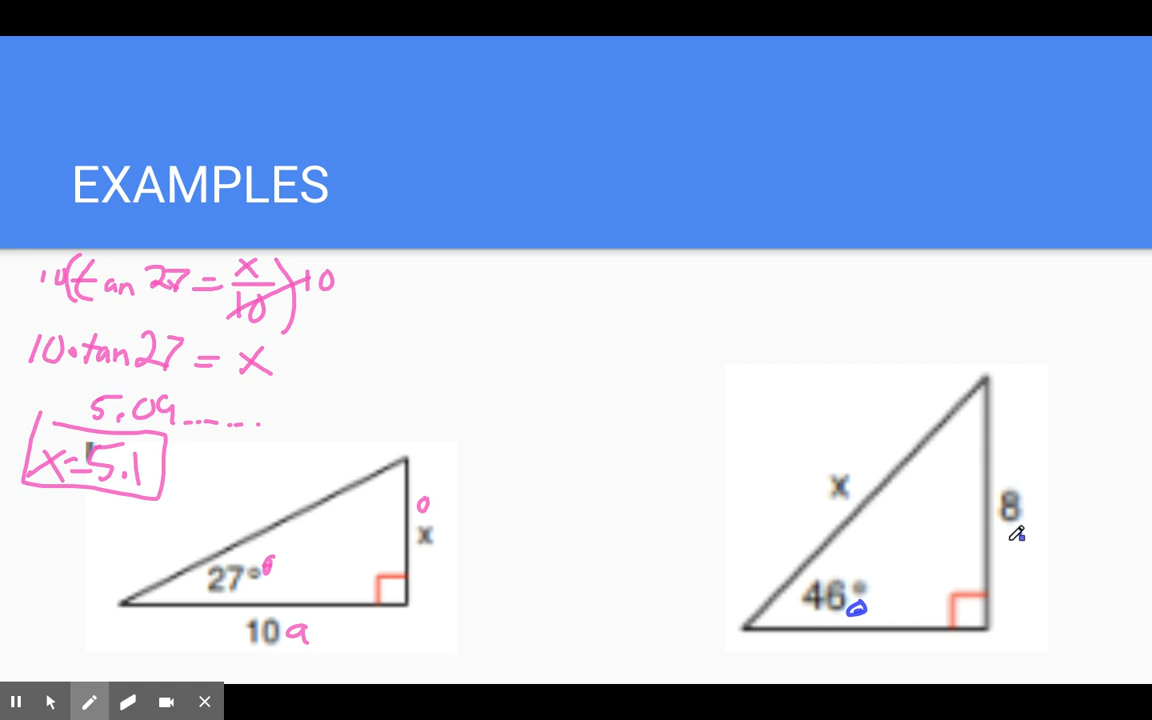 EXAMPLES
10(tan 27 = x/10)10
10·tan27 = x
5.09.......
x=5.1
o
x
27°θ
10 a
x
8
46°θ